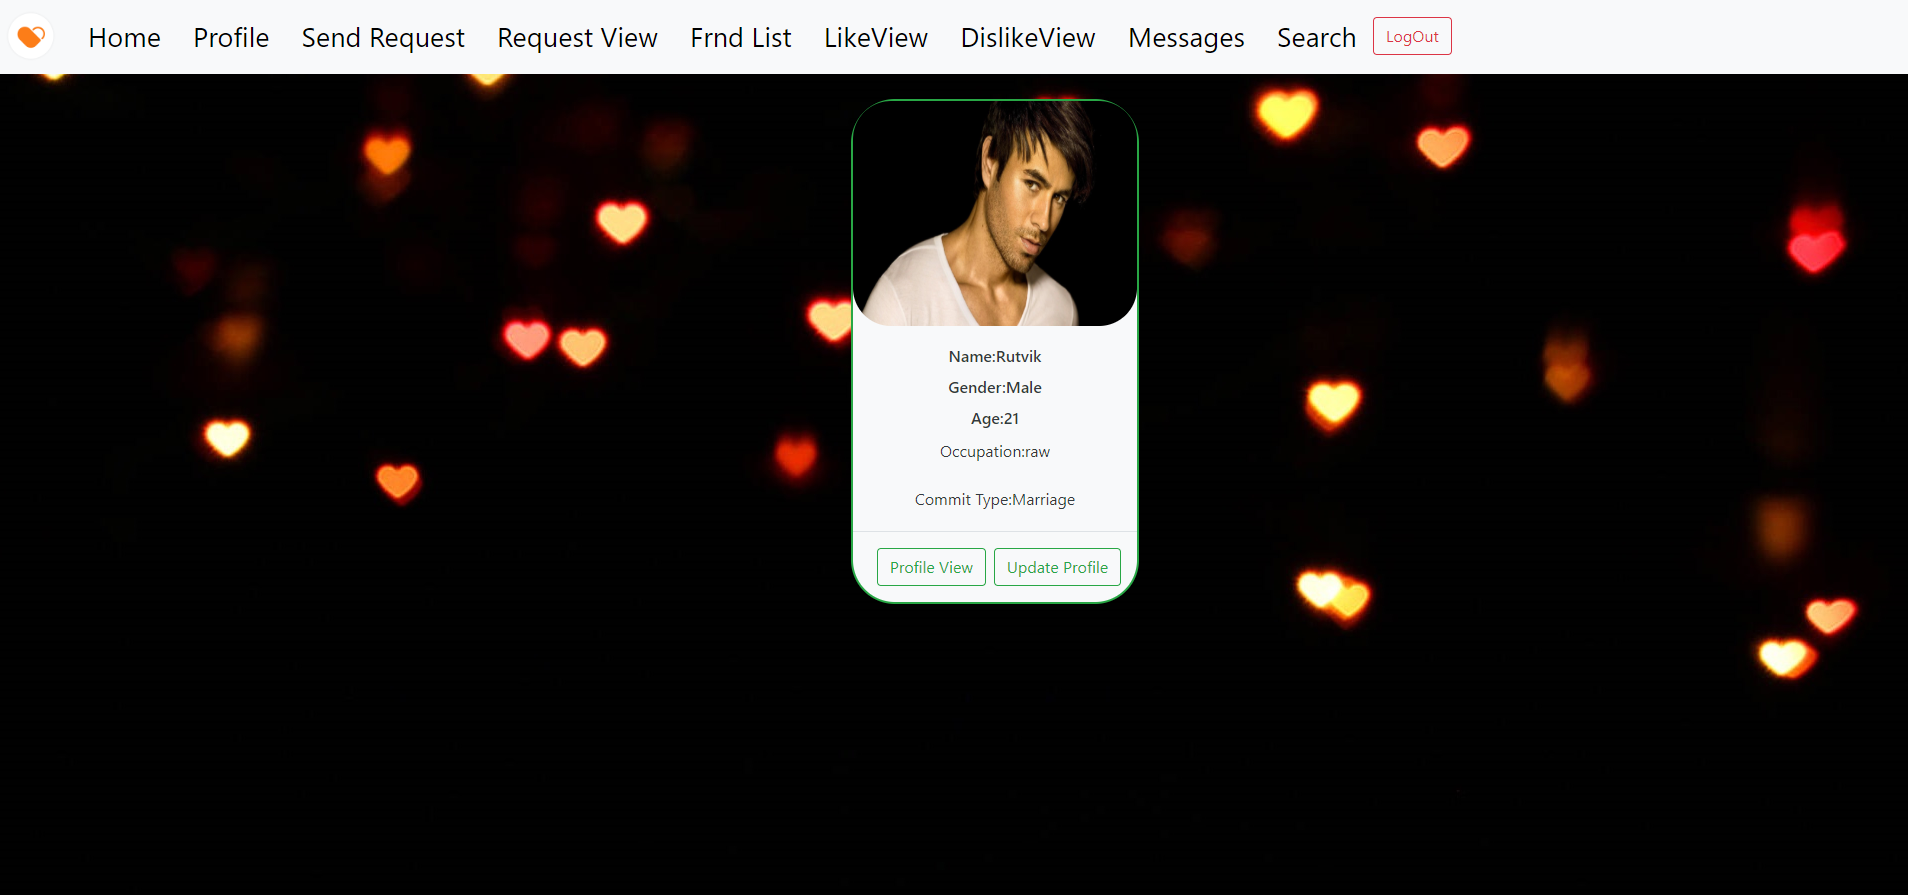 Home Profile Send Request Request View Frnd List LikeView DislikeView Messages Search LogOut
Name:Rutvik
Gender:Male
Age:21
Occupation:raw
Commit Type:Marriage
Profile View Update Profile